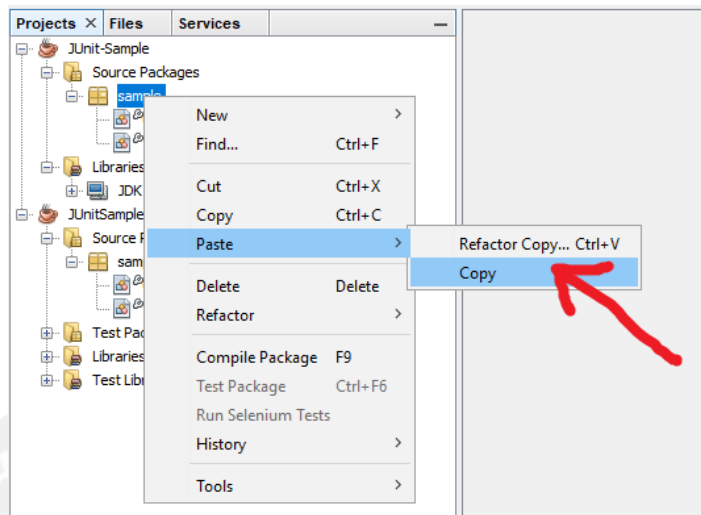 Projects × Files Services
JUnit-Sample
Source Packages
sample
Libraries
JDK
JUnitSample
Source
sam
Test Pac
Libraries
Test Libr
New
Find... Ctrl+F
Cut Ctrl+X
Copy Ctrl+C
Paste
Delete Delete
Refactor
Compile Package F9
Test Package Ctrl+F6
Run Selenium Tests
History
Tools
Refactor Copy... Ctrl+V
Copy